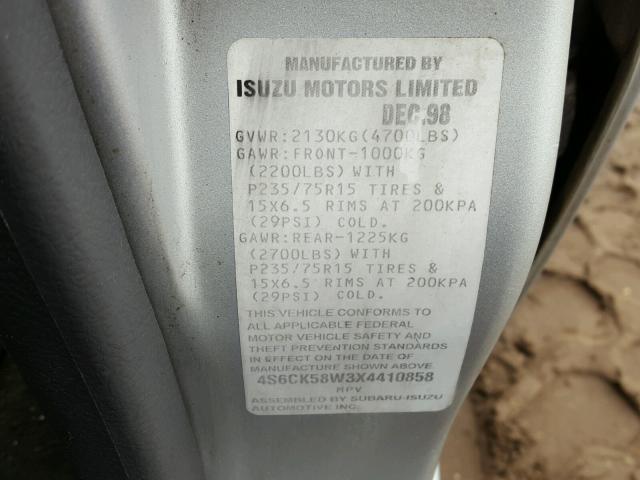 MANUFACTURED BY
ISUZU MOTORS LIMITED
DEC.98
GVWR:2130KG(4700LBS)
GAWR:FRONT-1000KG
(2200LBS) WITH
P235/75R15 TIRES &
15X6.5 RIMS AT 200KPA
(29PSI) COLD.
GAWR:REAR-1225KG
(2700LBS) WITH
P235/75R15 TIRES &
15X6.5 RIMS AT 200KPA
(29PSI) COLD.
THIS VEHICLE CONFORMS TO
ALL APPLICABLE FEDERAL
MOTOR VEHICLE SAFETY AND
THEFT PREVENTION STANDARDS
IN EFFECT ON THE DATE OF
MANUFACTURE SHOWN ABOVE
4S6CK58W3X4410858
MPV
ASSEMBLED BY SUBARU-ISUZU
AUTOMOTIVE INC.